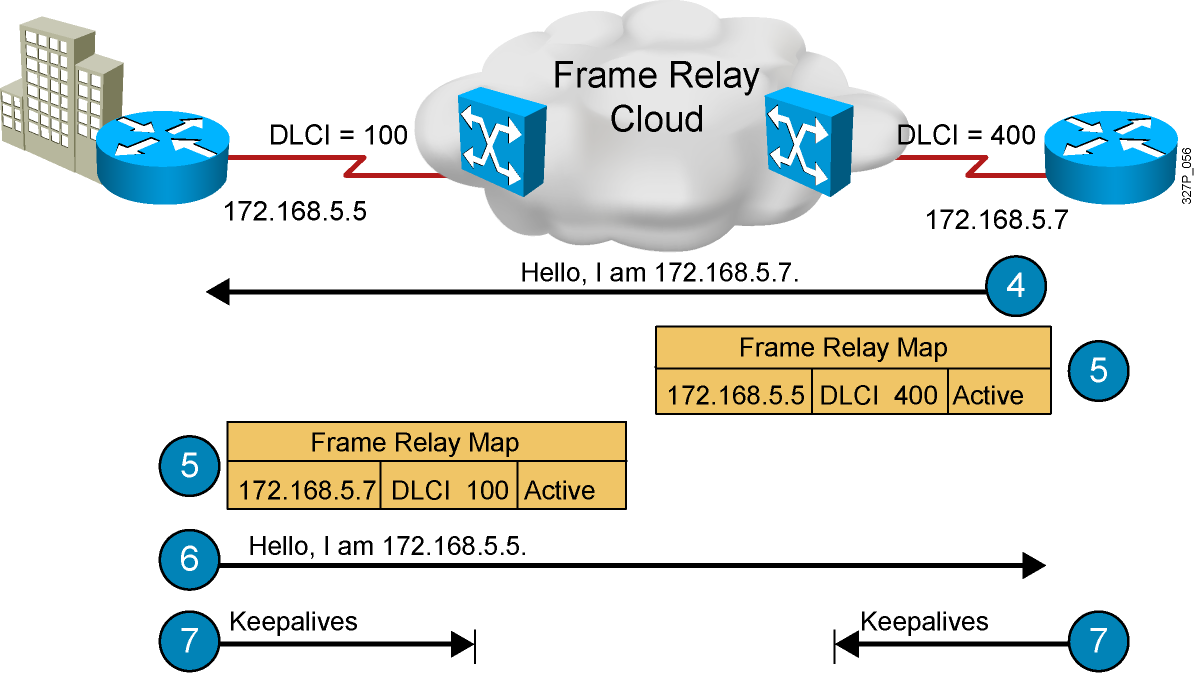 Frame Relay
Cloud
DLCI = 100
DLCI = 400
172.168.5.5
172.168.5.7
327P_056
Hello, I am 172.168.5.7.
4
Frame Relay Map
172.168.5.5 DLCI 400 Active
5
Frame Relay Map
5
172.168.5.7 DLCI 100 Active
6
Hello, I am 172.168.5.5.
7
Keepalives
Keepalives
7